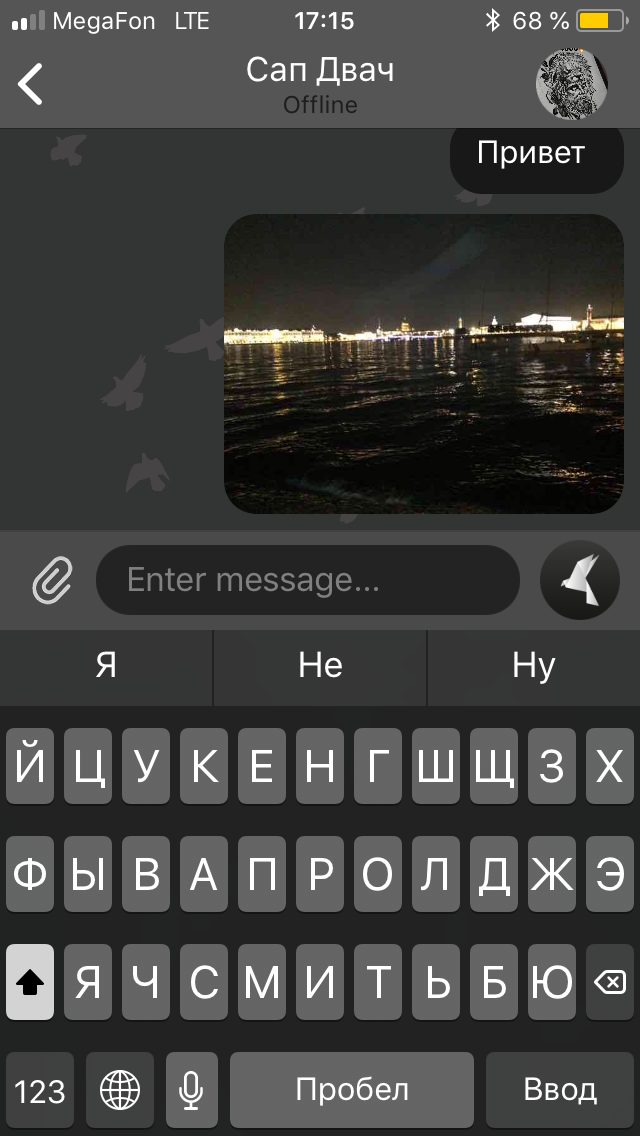 MegaFon LTE 17:15 68 %
Сап Двач
Offline
Привет
Enter message...
Я Не Ну
Й Ц У К Е Н Г Ш Щ З Х
Ф Ы В А П Р О Л Д Ж Э
Я Ч С М И Т Ь Б Ю
123 Пробел Ввод